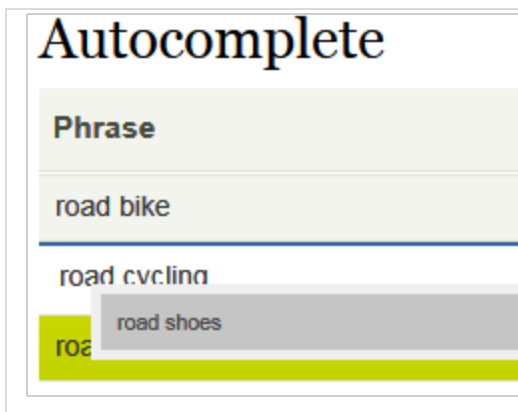 Autocomplete
Phrase
road bike
road cycling
road shoes